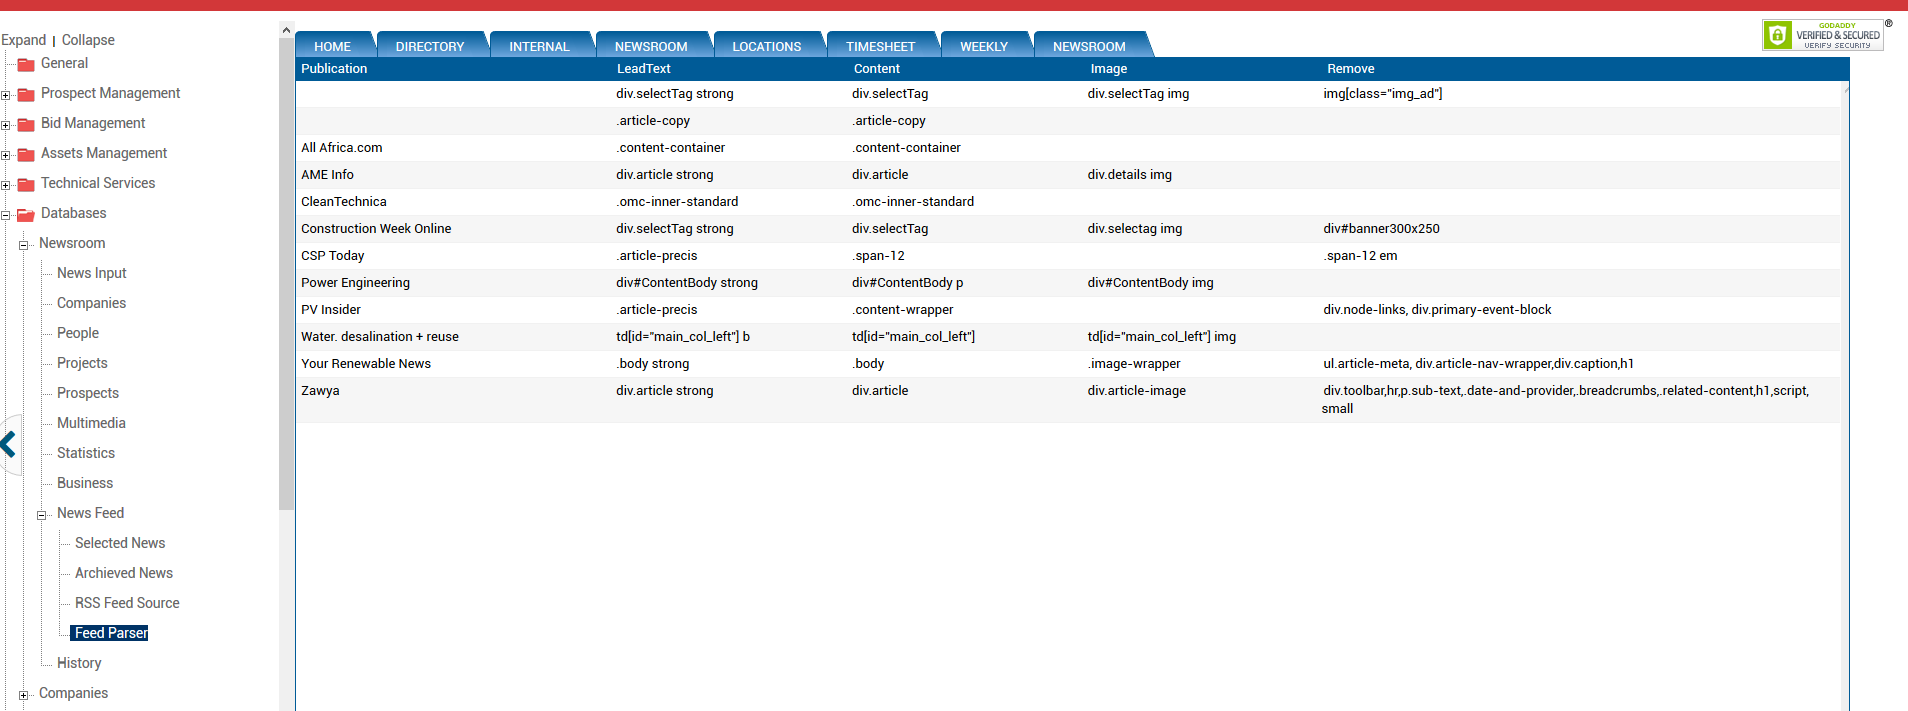 GODADDY
VERIFIED & SECURED
VERIFY SECURITY
®
Expand | Collapse
General
Prospect Management
Bid Management
Assets Management
Technical Services
Databases
Newsroom
News Input
Companies
People
Projects
Prospects
Multimedia
Statistics
Business
News Feed
Selected News
Archieved News
RSS Feed Source
Feed Parser
History
Companies
HOME DIRECTORY INTERNAL NEWSROOM LOCATIONS TIMESHEET WEEKLY NEWSROOM
Publication LeadText Content Image Remove
div.selectTag strong div.selectTag div.selectTag img img[class="img_ad"]
.article-copy .article-copy
All Africa.com .content-container .content-container
AME Info div.article strong div.article div.details img
CleanTechnica .omc-inner-standard .omc-inner-standard
Construction Week Online div.selectTag strong div.selectTag div.selectag img div#banner300x250
CSP Today .article-precis .span-12 .span-12 em
Power Engineering div#ContentBody strong div#ContentBody p div#ContentBody img
PV Insider .article-precis .content-wrapper div.node-links, div.primary-event-block
Water. desalination + reuse td[id="main_col_left"] b td[id="main_col_left"] td[id="main_col_left"] img
Your Renewable News .body strong .body .image-wrapper ul.article-meta, div.article-nav-wrapper,div.caption,h1
Zawya div.article strong div.article div.article-image div.toolbar,hr,p.sub-text,.date-and-provider,.breadcrumbs,.related-content,h1,script,
small